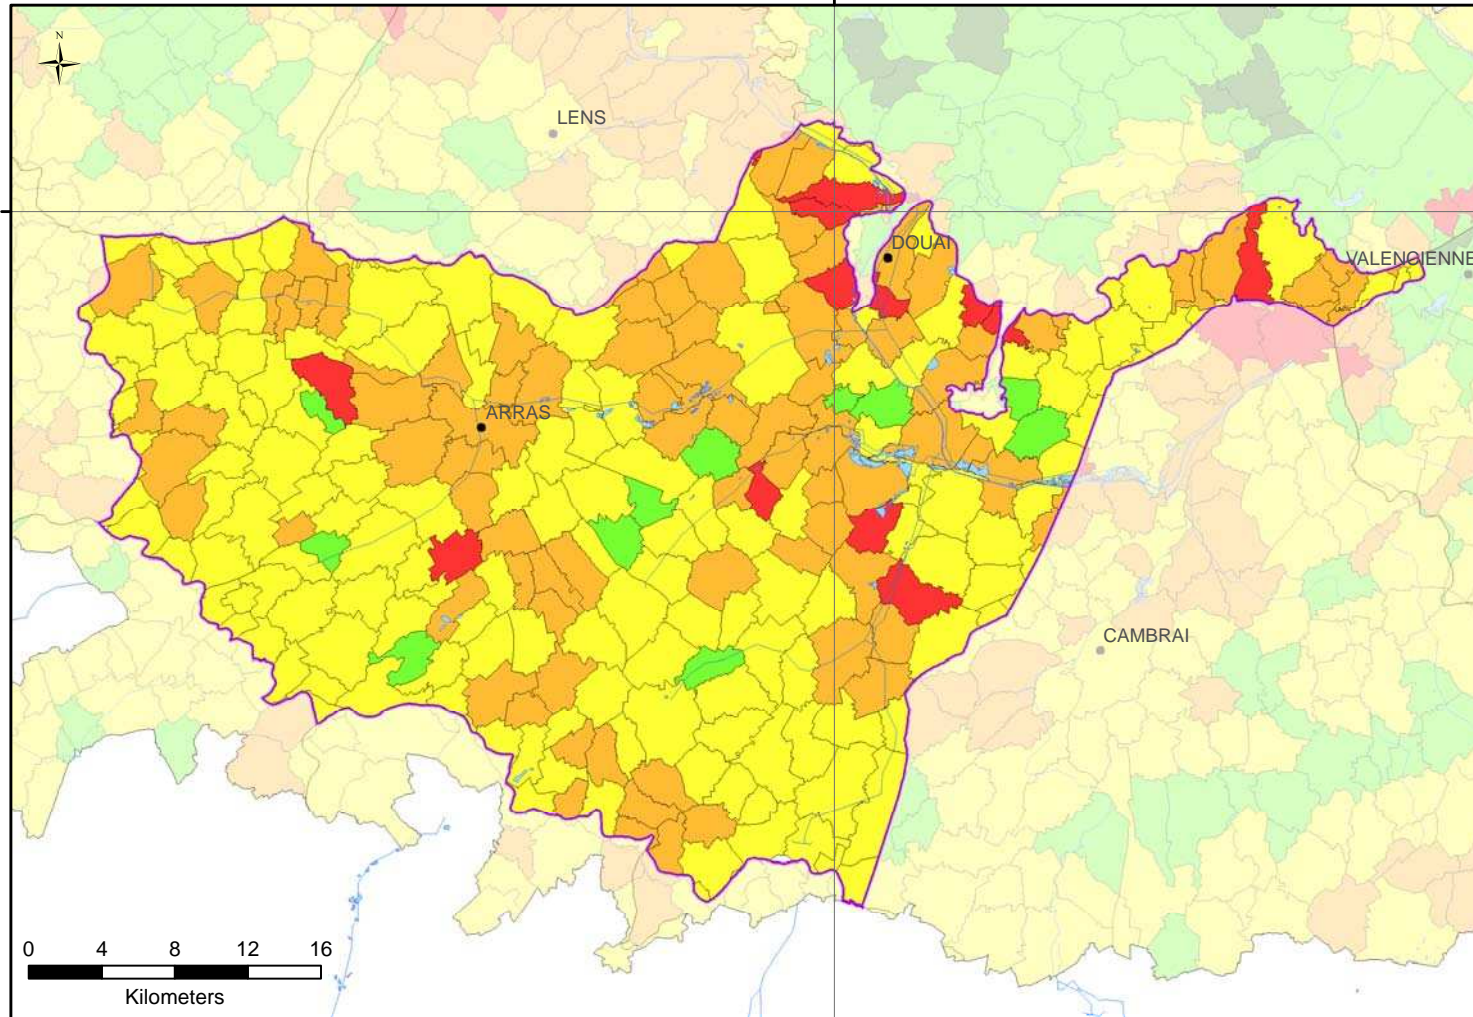 N
LENS
DOUAI
VALENCIENNE
ARRAS
CAMBRAI
0 4 8 12 16
Kilometers